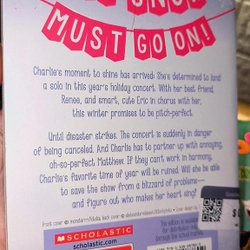 MUST GO ON!
Charlie's moment to shine has arrived! She's determined to land
a solo in this year's holiday concert. With her best friend,
Renee, and smart, cute Eric in chorus with her,
this winter promises to be pitch-perfect.
Until disaster strikes. The concert is suddenly in danger
of being canceled. And Charlie has to partner up with annoying,
oh-so-perfect Matthew. If they can't work in harmony,
Charlie's favorite time of year will be ruined. Will she be able
to save the show from a blizzard of problems—
and figure out who makes her heart sing?
SCHOLASTIC
scholastic.com
This edition is